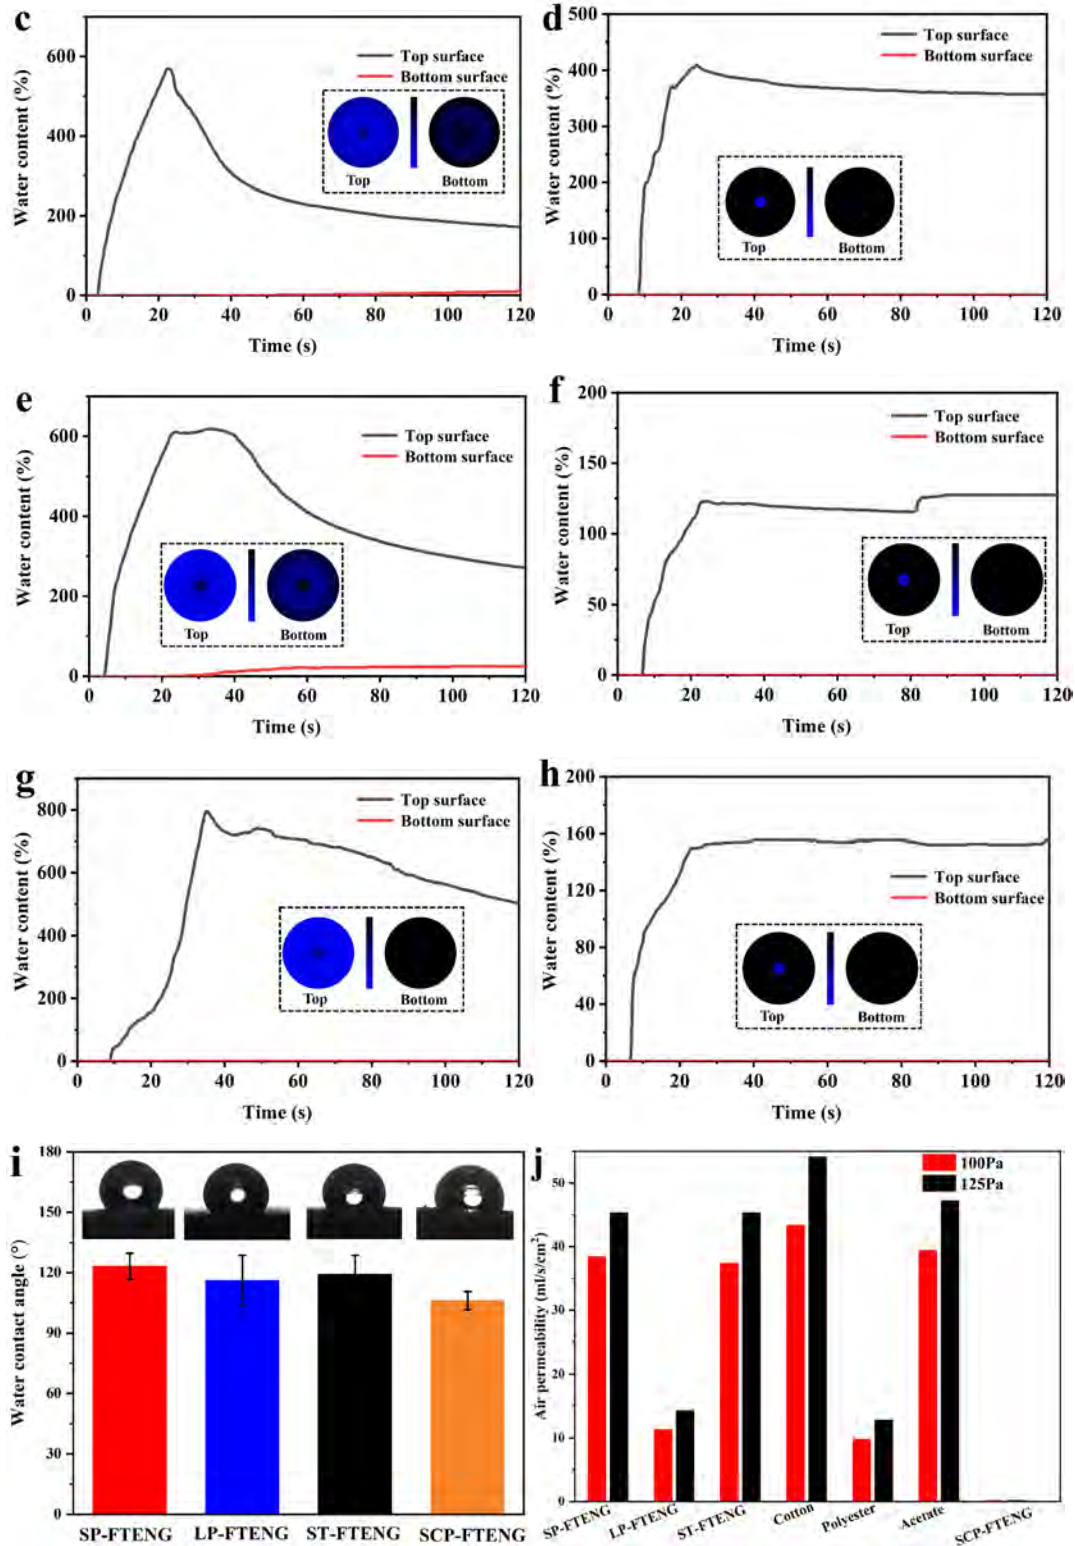 c
600
400
200
0
0 20 40 60 80 100 120
Water content (%)
Time (s)
Top surface
Bottom surface
Top
Bottom
d
500
400
300
200
100
0
0 20 40 60 80 100 120
Water content (%)
Time (s)
Top surface
Bottom surface
Top
Bottom
e
600
400
200
0
0 20 40 60 80 100 120
Water content (%)
Time (s)
Top surface
Bottom surface
Top
Bottom
f
200
150
100
50
0
0 20 40 60 80 100 120
Water content (%)
Time (s)
Top surface
Bottom surface
Top
Bottom
g
800
600
400
200
0
0 20 40 60 80 100 120
Water content (%)
Time (s)
Top surface
Bottom surface
Top
Bottom
h
200
160
120
80
40
0
0 20 40 60 80 100 120
Water content (%)
Time (s)
Top surface
Bottom surface
Top
Bottom
i
180
150
120
90
60
30
0
Water contact angle (°)
SP-FTENG LP-FTENG ST-FTENG SCP-FTENG
j
50
40
30
20
10
0
Air permeability (ml/s/cm²)
100Pa
125Pa
SP-FTENG LP-FTENG ST-FTENG Cotton Polyester Acerate SCP-FTENG